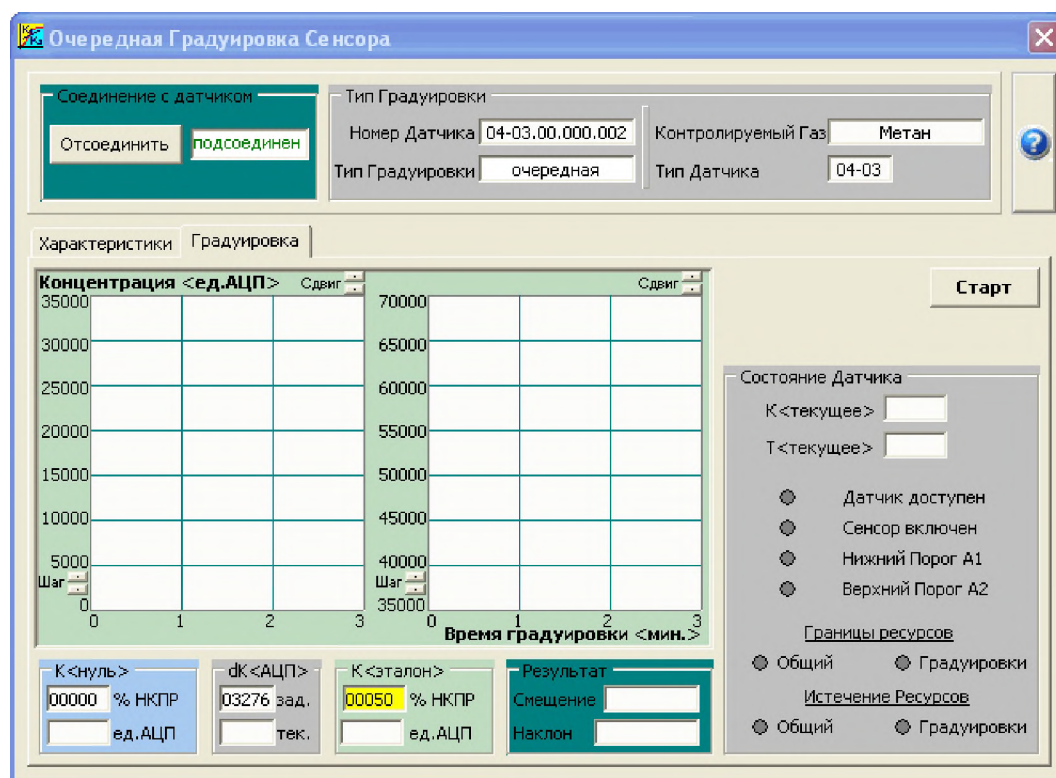 Очередная Градуировка Сенсора
Соединение с датчиком
Отсоединить подсоединен
Тип Градуировки
Номер Датчика 04-03.00.000.002 Контролируемый Газ Метан
Тип Градуировки очередная Тип Датчика 04-03
Характеристики Градуировка
Концентрация <ед.АЦП> Сдвиг Сдвиг
35000 70000
30000 65000
25000 60000
20000 55000
15000 50000
10000 45000
5000 40000
Шаг Шаг
0 35000
0 1 2 3 0 1 2 3
Время градуировки <мин.>
Старт
Состояние Датчика
К<текущее>
Т<текущее>
Датчик доступен
Сенсор включен
Нижний Порог А1
Верхний Порог А2
Границы ресурсов
Общий Градуировки
Истечение Ресурсов
Общий Градуировки
К<нуль>
00000 % НКПР
ед.АЦП
dК<АЦП>
03276 зад.
тек.
К<эталон>
00050 % НКПР
ед.АЦП
Результат
Смещение
Наклон